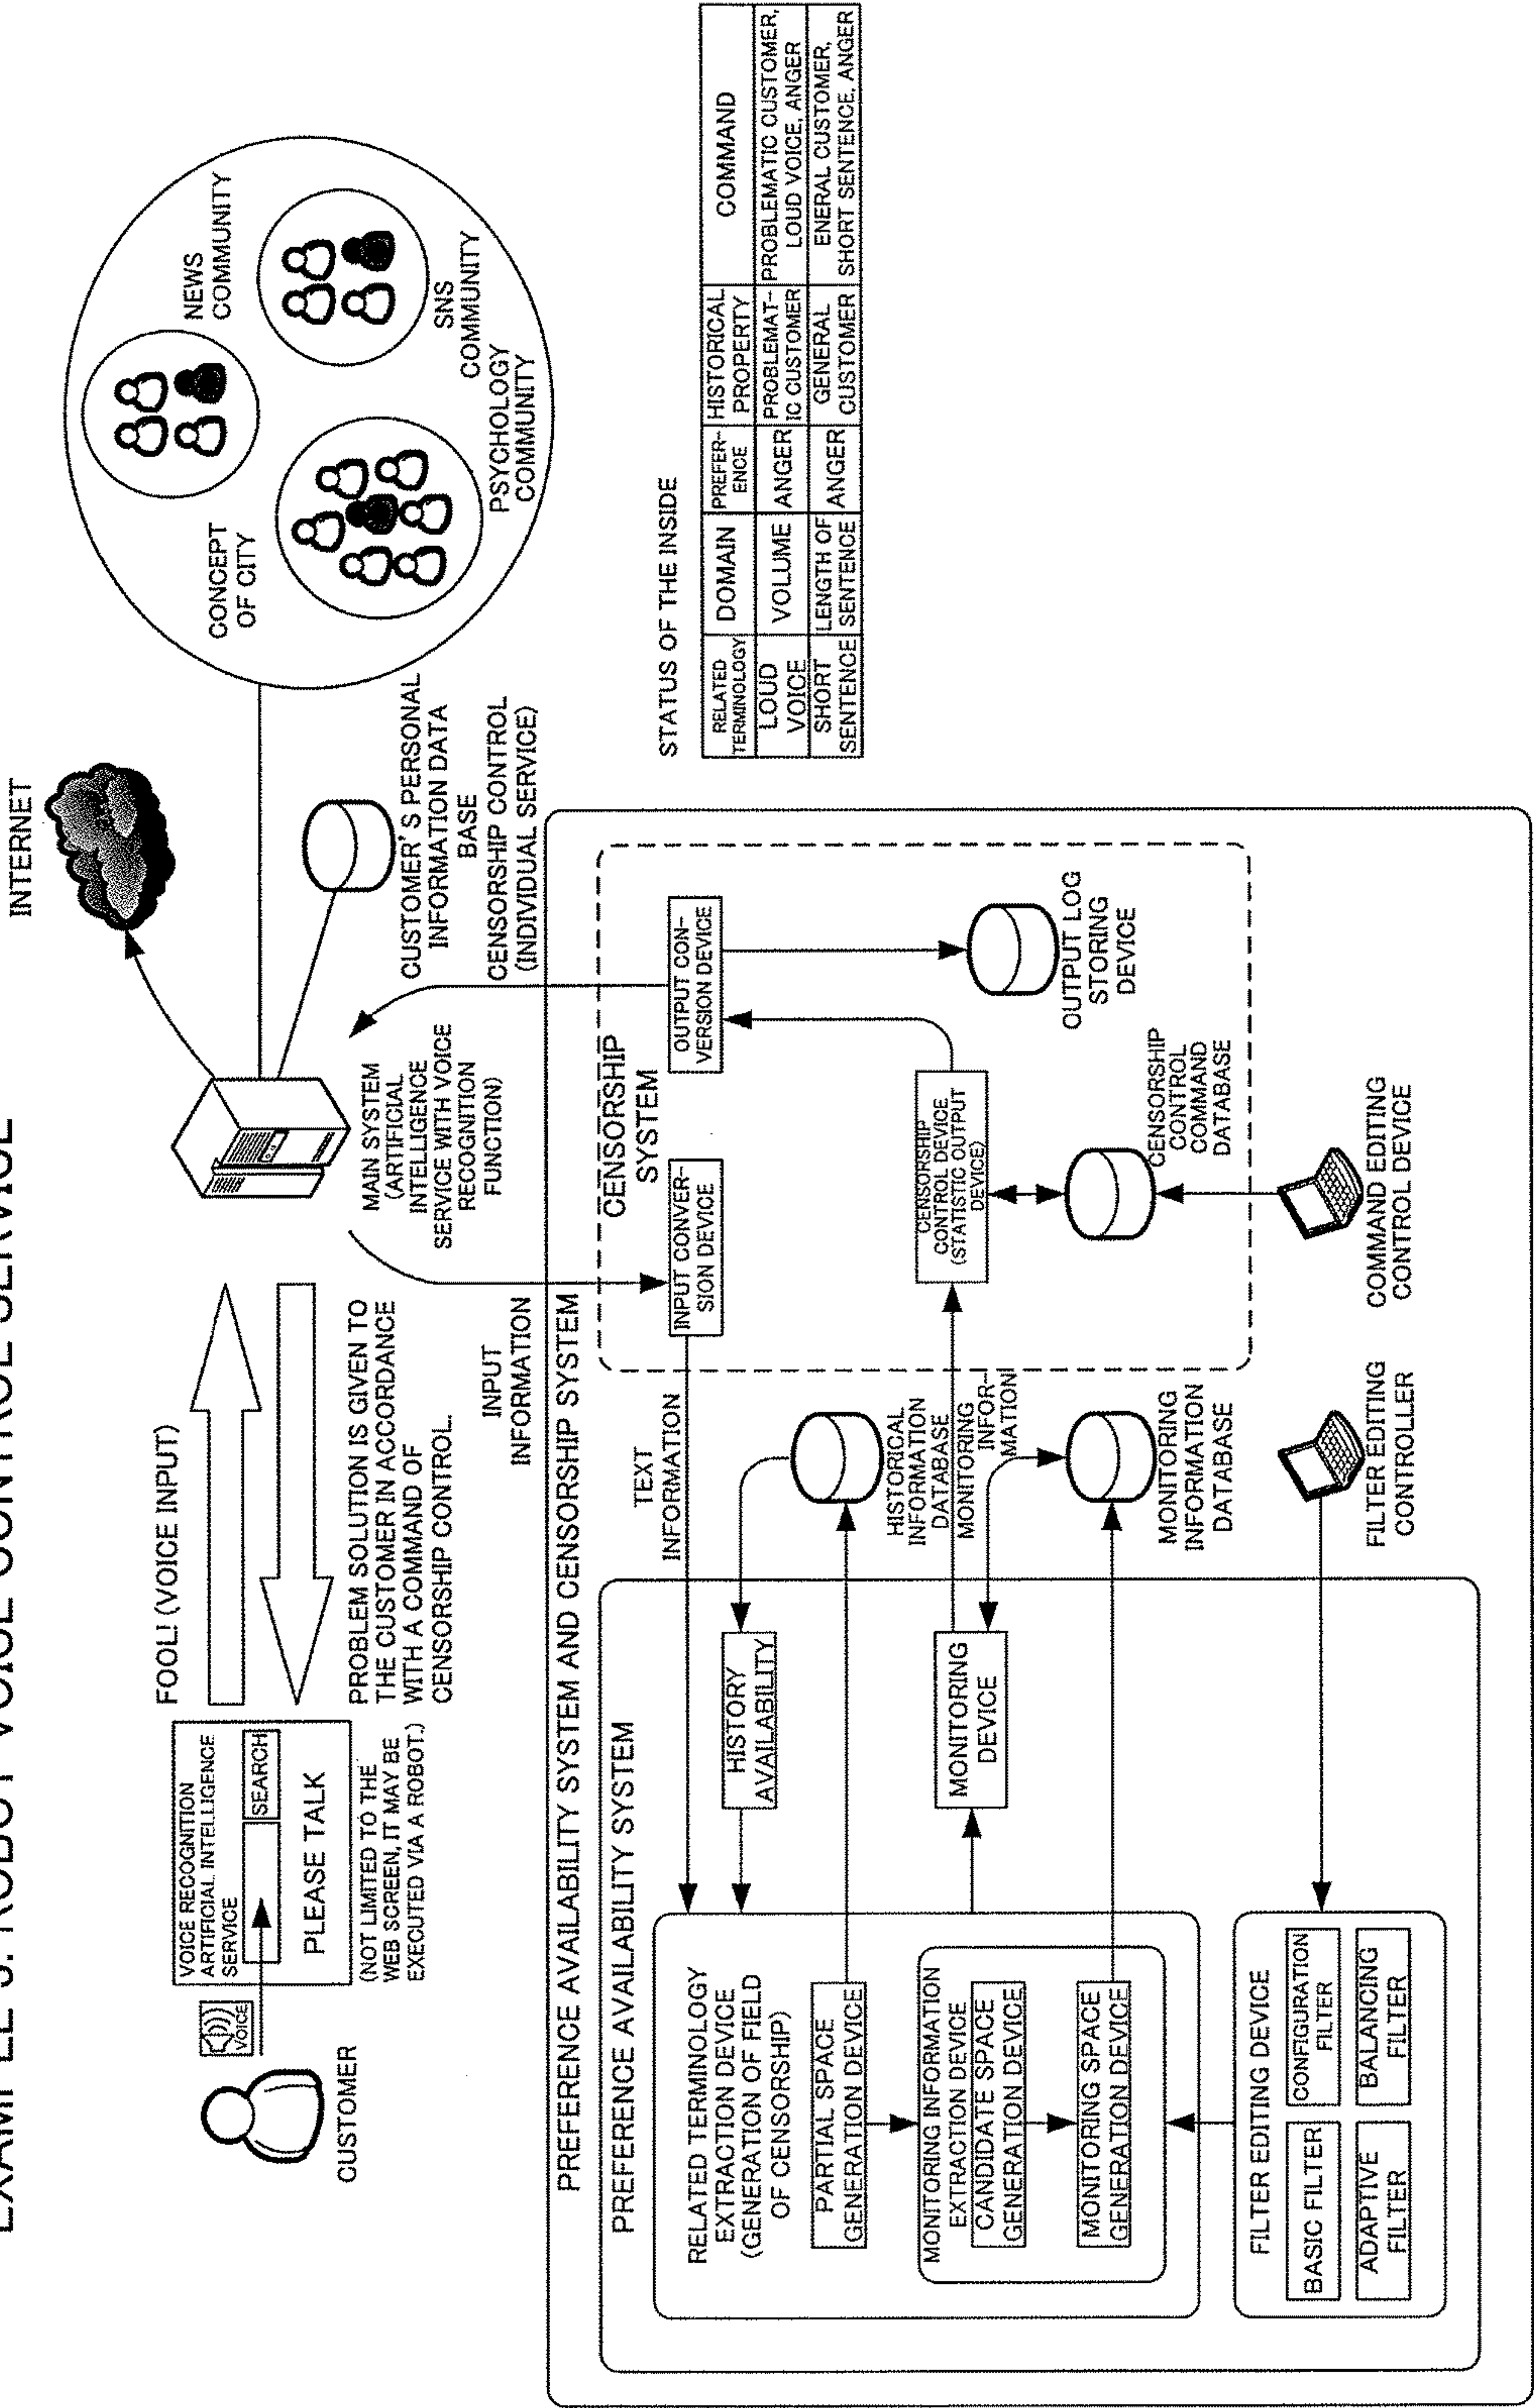 EXAMPLE 3: ROBOT VOICE CONTROL SERVICE
INTERNET
VOICE
CUSTOMER
VOICE RECOGNITION
ARTIFICIAL INTELLIGENCE
SERVICE
SEARCH
PLEASE TALK
(NOT LIMITED TO THE
WEB SCREEN, IT MAY BE
EXECUTED VIA A ROBOT.)
FOOL! (VOICE INPUT)
PROBLEM SOLUTION IS GIVEN TO
THE CUSTOMER IN ACCORDANCE
WITH A COMMAND OF
CENSORSHIP CONTROL.
MAIN SYSTEM
(ARTIFICIAL
INTELLIGENCE
SERVICE WITH VOICE
RECOGNITION
FUNCTION)
CUSTOMER'S PERSONAL
INFORMATION DATA
BASE
CENSORSHIP CONTROL
(INDIVIDUAL SERVICE)
INPUT
INFORMATION
CONCEPT
OF CITY
NEWS
COMMUNITY
SNS
COMMUNITY
PSYCHOLOGY
COMMUNITY
STATUS OF THE INSIDE
RELATED
TERMINOLOGY
DOMAIN
PREFER-
ENCE
HISTORICAL
PROPERTY
COMMAND
LOUD
VOICE
VOLUME
ANGER
PROBLEMAT-
IC CUSTOMER
PROBLEMATIC CUSTOMER,
LOUD VOICE, ANGER
SHORT
SENTENCE
LENGTH OF
SENTENCE
ANGER
GENERAL
CUSTOMER
ENERAL CUSTOMER,
SHORT SENTENCE, ANGER
PREFERENCE AVAILABILITY SYSTEM AND CENSORSHIP SYSTEM
PREFERENCE AVAILABILITY SYSTEM
RELATED TERMINOLOGY
EXTRACTION DEVICE
(GENERATION OF FIELD
OF CENSORSHIP)
PARTIAL SPACE
GENERATION DEVICE
MONITORING INFORMATION
EXTRACTION DEVICE
CANDIDATE SPACE
GENERATION DEVICE
MONITORING SPACE
GENERATION DEVICE
FILTER EDITING DEVICE
BASIC FILTER
CONFIGURATION
FILTER
ADAPTIVE
FILTER
BALANCING
FILTER
HISTORY
AVAILABILITY
MONITORING
DEVICE
TEXT
INFORMATION
HISTORICAL
INFORMATION
DATABASE
MONITORING
INFOR-
MATION
MONITORING
INFORMATION
DATABASE
FILTER EDITING
CONTROLLER
CENSORSHIP
SYSTEM
INPUT CONVER-
SION DEVICE
OUTPUT CON-
VERSION DEVICE
CENSORSHIP
CONTROL DEVICE
(STATISTIC OUTPUT
DEVICE)
OUTPUT LOG
STORING
DEVICE
CENSORSHIP
CONTROL
COMMAND
DATABASE
COMMAND EDITING
CONTROL DEVICE